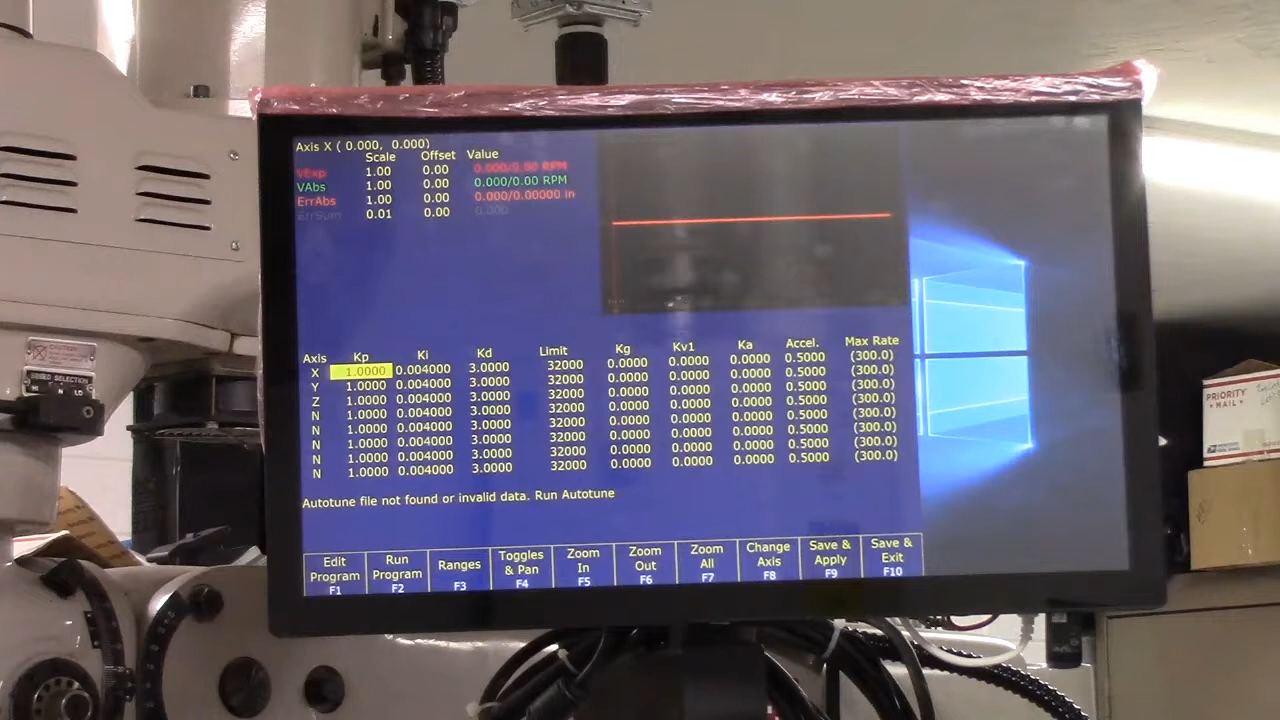 Axis X ( 0.000, 0.000)
Scale Offset Value
VExp 1.00 0.00 0.000/0.00 RPM
VAbs 1.00 0.00 0.000/0.00 RPM
ErrAbs 1.00 0.00 0.000/0.00000 in
ErrSum 0.01 0.00 0.000
Axis Kp Ki Kd Limit Kg Kv1 Ka Accel. Max Rate
X 1.0000 0.004000 3.0000 32000 0.0000 0.0000 0.0000 0.5000 (300.0)
Y 1.0000 0.004000 3.0000 32000 0.0000 0.0000 0.0000 0.5000 (300.0)
Z 1.0000 0.004000 3.0000 32000 0.0000 0.0000 0.0000 0.5000 (300.0)
N 1.0000 0.004000 3.0000 32000 0.0000 0.0000 0.0000 0.5000 (300.0)
N 1.0000 0.004000 3.0000 32000 0.0000 0.0000 0.0000 0.5000 (300.0)
N 1.0000 0.004000 3.0000 32000 0.0000 0.0000 0.0000 0.5000 (300.0)
N 1.0000 0.004000 3.0000 32000 0.0000 0.0000 0.0000 0.5000 (300.0)
N 1.0000 0.004000 3.0000 32000 0.0000 0.0000 0.0000 0.5000 (300.0)
Autotune file not found or invalid data. Run Autotune
Edit Program F1
Run Program F2
Ranges F3
Toggles & Pan F4
Zoom In F5
Zoom Out F6
Zoom All F7
Change Axis F8
Save & Apply F9
Save & Exit F10
SPEED SELECTION
HI N LO
PRIORITY
MAIL